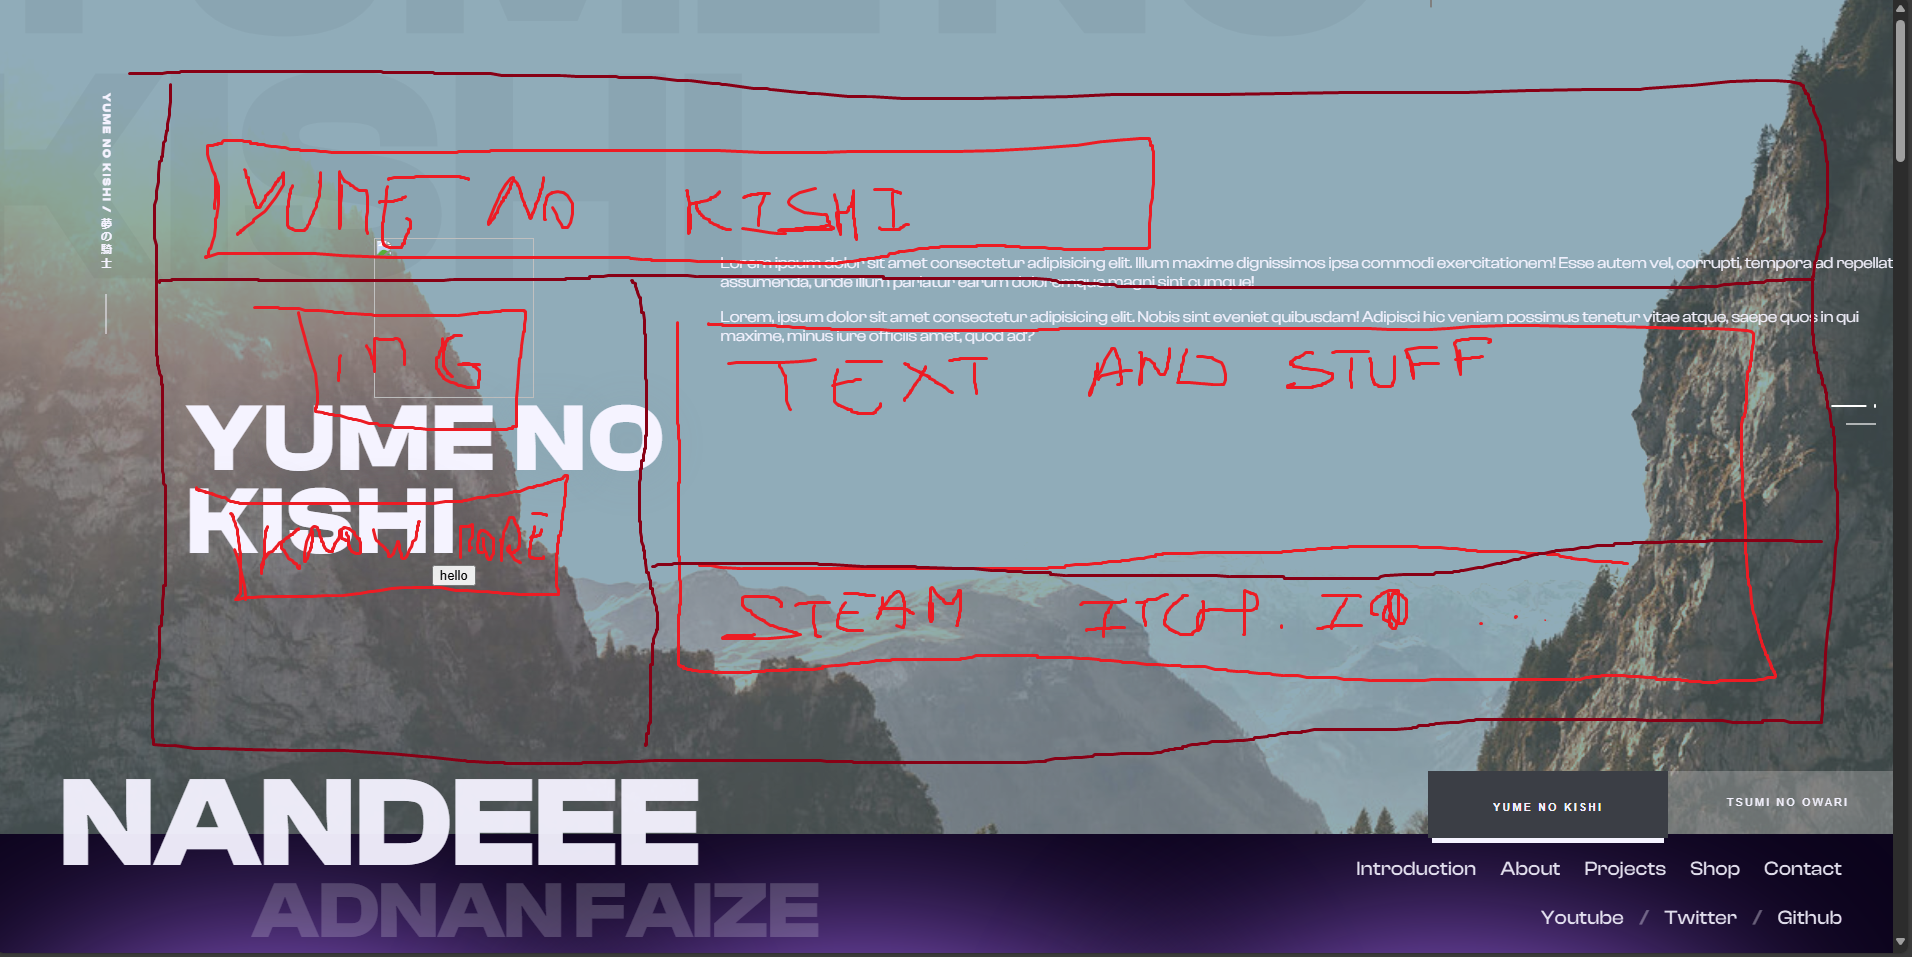 YUME NO
KISHI
YUME NO KISHI / 夢の騎士
YUME NO KISHI
Lorem ipsum dolor sit amet consectetur adipisicing elit. Illum maxime dignissimos ipsa commodi exercitationem! Esse autem vel, corrupti, tempora ad repellat
assumenda, unde illum pariatur earum doloremque magni sint cumque!
Lorem, ipsum dolor sit amet consectetur adipisicing elit. Nobis sint eveniet quibusdam! Adipisci hic veniam possimus tenetur vitae atque, saepe quos in qui
maxime, minus iure officiis amet, quod ad?
IMG
TEXT AND STUFF
YUME NO
KISHI
KNOW MORE
hello
STEAM ITCH. IO . . .
NANDEEE
YUME NO KISHI
TSUMI NO OWARI
Introduction About Projects Shop Contact
ADNAN FAIZE
Youtube / Twitter / Github